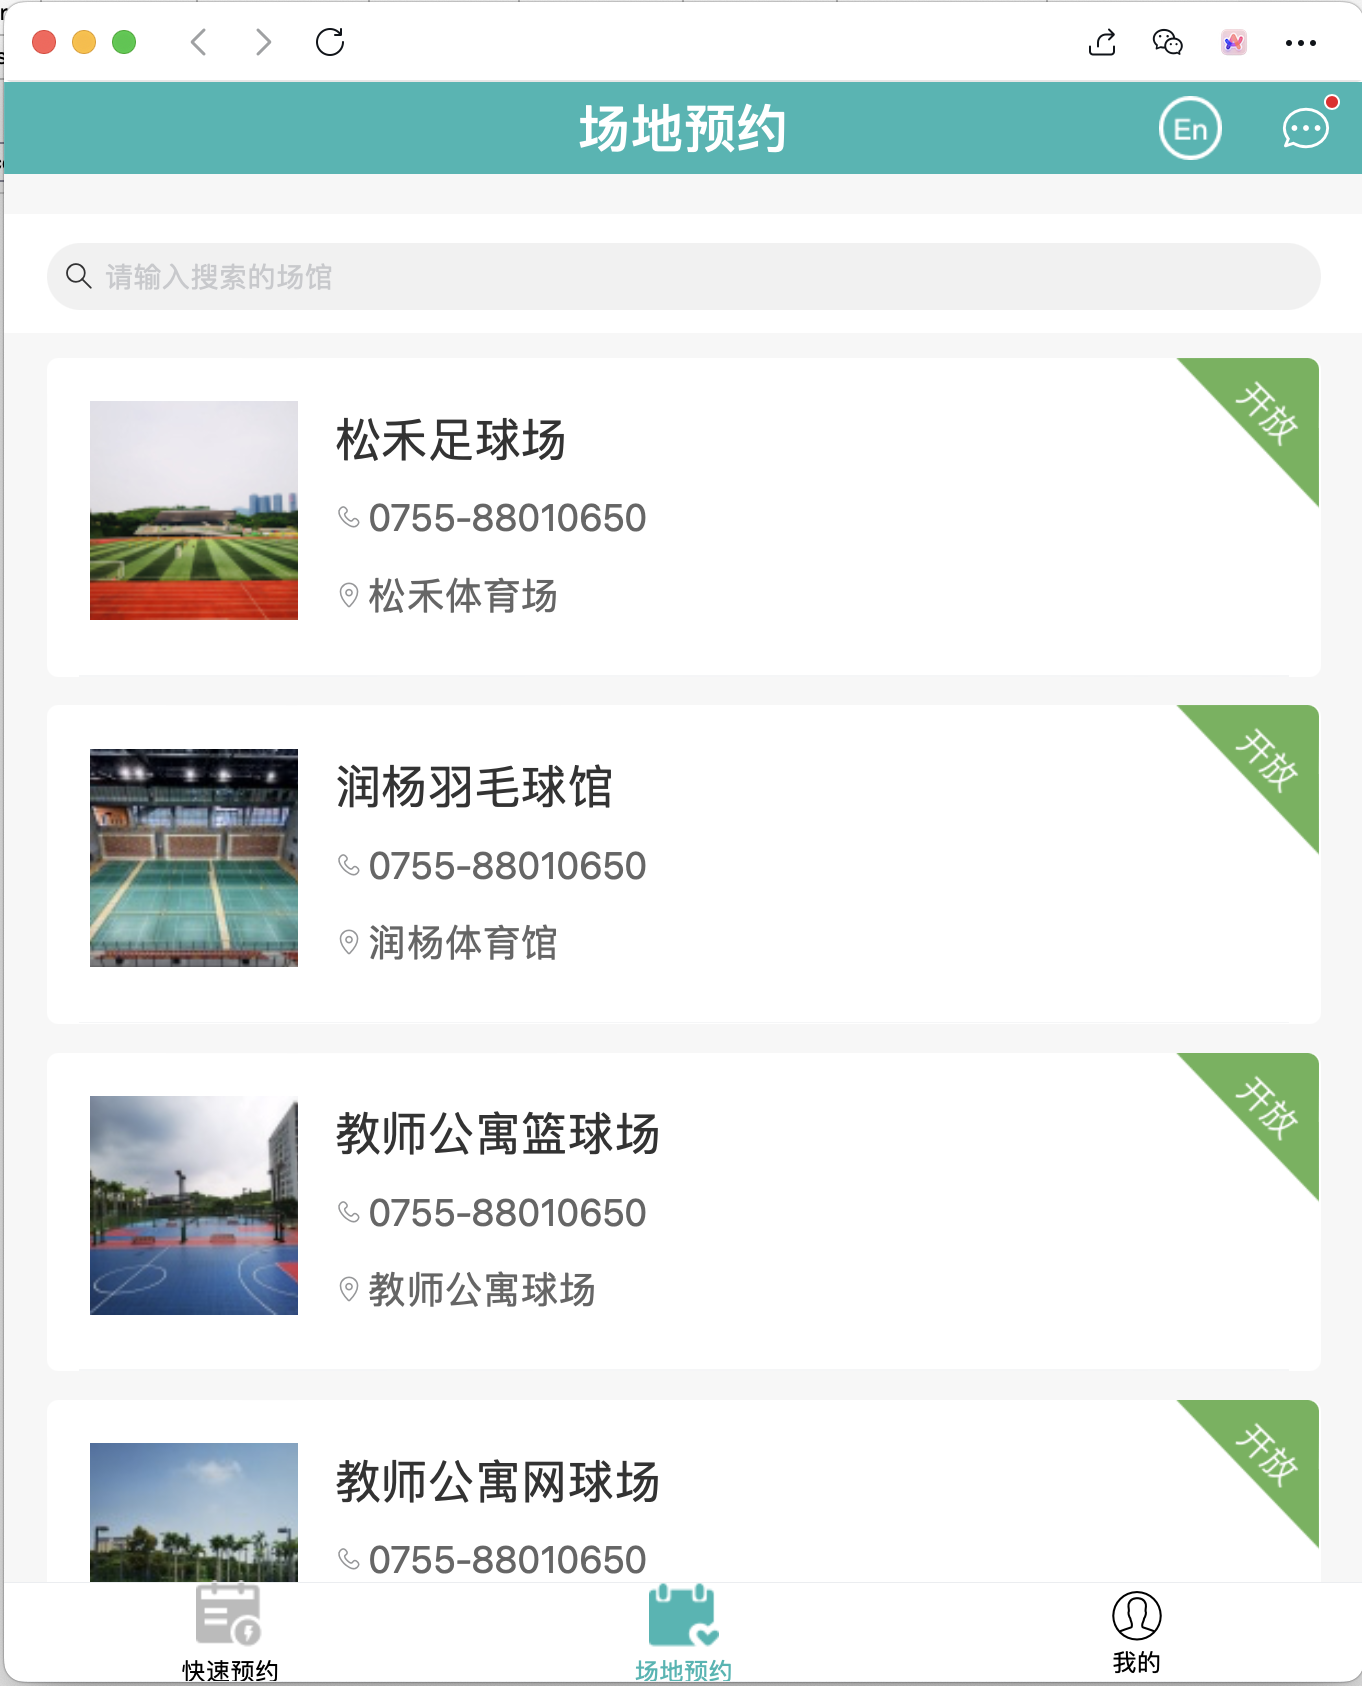 场地预约
En
请输入搜索的场馆
松禾足球场
开放
0755-88010650
松禾体育场
润杨羽毛球馆
开放
0755-88010650
润杨体育馆
教师公寓篮球场
开放
0755-88010650
教师公寓球场
教师公寓网球场
开放
0755-88010650
快速预约
场地预约
我的